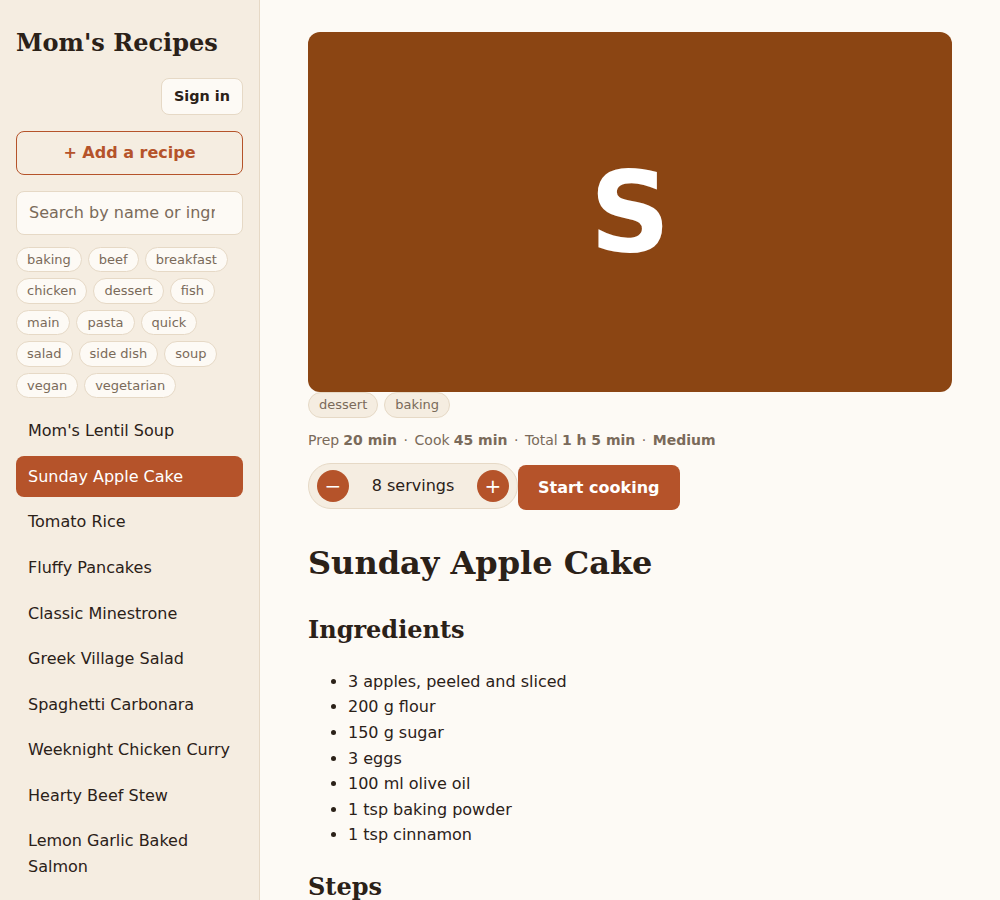 Mom's Recipes
Sign in
+ Add a recipe
Search by name or ingr
baking beef breakfast
chicken dessert fish
main pasta quick
salad side dish soup
vegan vegetarian
Mom's Lentil Soup
Sunday Apple Cake
Tomato Rice
Fluffy Pancakes
Classic Minestrone
Greek Village Salad
Spaghetti Carbonara
Weeknight Chicken Curry
Hearty Beef Stew
Lemon Garlic Baked
Salmon
S
dessert baking
Prep 20 min · Cook 45 min · Total 1 h 5 min · Medium
− 8 servings + Start cooking
Sunday Apple Cake
Ingredients
• 3 apples, peeled and sliced
• 200 g flour
• 150 g sugar
• 3 eggs
• 100 ml olive oil
• 1 tsp baking powder
• 1 tsp cinnamon
Steps